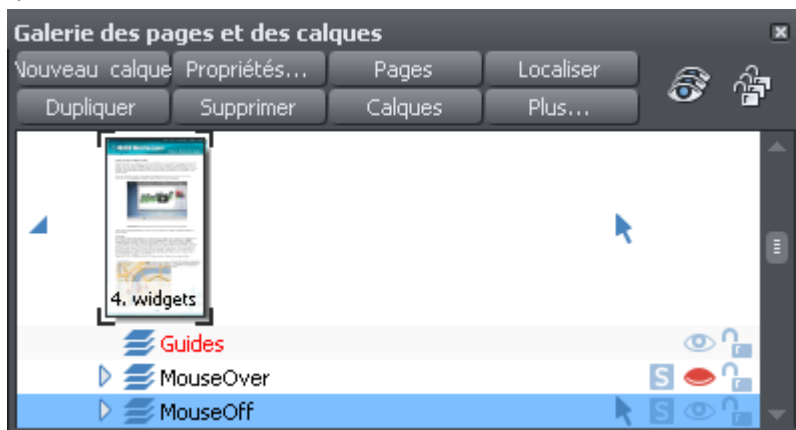 Galerie des pages et des calques
Nouveau calque Propriétés... Pages Localiser
Dupliquer Supprimer Calques Plus...
4. widgets
Guides
MouseOver S
MouseOff S